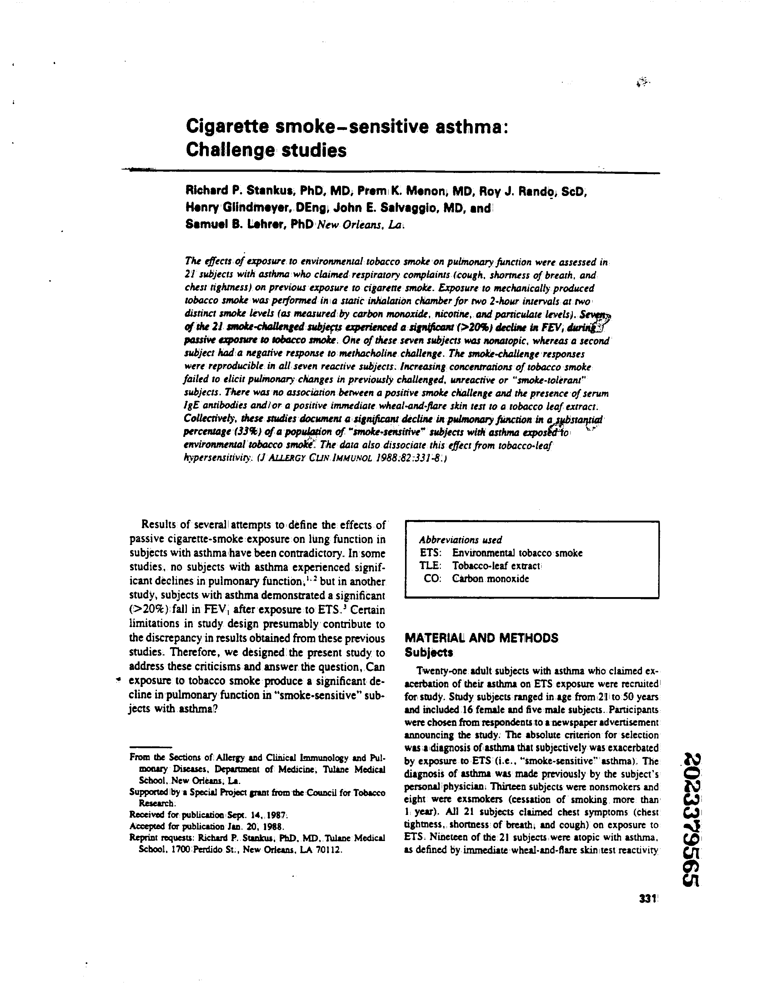 Cigarette smoke–sensitive asthma:
Challenge studies
Richard P. Stankus, PhD, MD, Prem K. Menon, MD, Roy J. Rando, ScD,
Henry Glindmeyer, DEng, John E. Salvaggio, MD, and
Samuel B. Lehrer, PhD New Orleans, La.
The effects of exposure to environmental tobacco smoke on pulmonary function were assessed in
21 subjects with asthma who claimed respiratory complaints (cough, shortness of breath, and
chest tightness) on previous exposure to cigarette smoke. Exposure to mechanically produced
tobacco smoke was performed in a static inhalation chamber for two 2-hour intervals at two
distinct smoke levels (as measured by carbon monoxide, nicotine, and particulate levels). Seven
of the 21 smoke-challenged subjects experienced a significant (>20%) decline in FEV, during
passive exposure to tobacco smoke. One of these seven subjects was nonatopic, whereas a second
subject had a negative response to methacholine challenge. The smoke-challenge responses
were reproducible in all seven reactive subjects. Increasing concentrations of tobacco smoke
failed to elicit pulmonary changes in previously challenged, unreactive or "smoke-tolerant"
subjects. There was no association between a positive smoke challenge and the presence of serum
IgE antibodies and/or a positive immediate wheal-and-flare skin test to a tobacco leaf extract.
Collectively, these studies document a significant decline in pulmonary function in a substantial
percentage (33%) of a population of "smoke-sensitive" subjects with asthma exposed to
environmental tobacco smoke. The data also dissociate this effect from tobacco-leaf
hypersensitivity. (J ALLERGY CLIN IMMUNOL 1988;82:331-8.)
Results of several attempts to define the effects of
passive cigarette-smoke exposure on lung function in
subjects with asthma have been contradictory. In some
studies, no subjects with asthma experienced signif-
icant declines in pulmonary function,1, 2 but in another
study, subjects with asthma demonstrated a significant
(>20%) fall in FEV1 after exposure to ETS.3 Certain
limitations in study design presumably contribute to
the discrepancy in results obtained from these previous
studies. Therefore, we designed the present study to
address these criticisms and answer the question, Can
exposure to tobacco smoke produce a significant de-
cline in pulmonary function in "smoke-sensitive" sub-
jects with asthma?
From the Sections of Allergy and Clinical Immunology and Pul-
monary Diseases, Department of Medicine, Tulane Medical
School, New Orleans, La.
Supported by a Special Project grant from the Council for Tobacco
Research.
Received for publication Sept. 14, 1987.
Accepted for publication Jan. 20, 1988.
Reprint requests: Richard P. Stankus, PhD, MD, Tulane Medical
School, 1700 Perdido St., New Orleans, LA 70112.
Abbreviations used
ETS: Environmental tobacco smoke
TLE: Tobacco-leaf extract
CO: Carbon monoxide
MATERIAL AND METHODS
Subjects
Twenty-one adult subjects with asthma who claimed ex-
acerbation of their asthma on ETS exposure were recruited
for study. Study subjects ranged in age from 21 to 50 years
and included 16 female and five male subjects. Participants
were chosen from respondents to a newspaper advertisement
announcing the study. The absolute criterion for selection
was a diagnosis of asthma that subjectively was exacerbated
by exposure to ETS (i.e., "smoke-sensitive" asthma). The
diagnosis of asthma was made previously by the subject's
personal physician. Thirteen subjects were nonsmokers and
eight were exsmokers (cessation of smoking more than
1 year). All 21 subjects claimed chest symptoms (chest
tightness, shortness of breath, and cough) on exposure to
ETS. Nineteen of the 21 subjects were atopic with asthma,
as defined by immediate wheal-and-flare skin test reactivity
331
2023379565